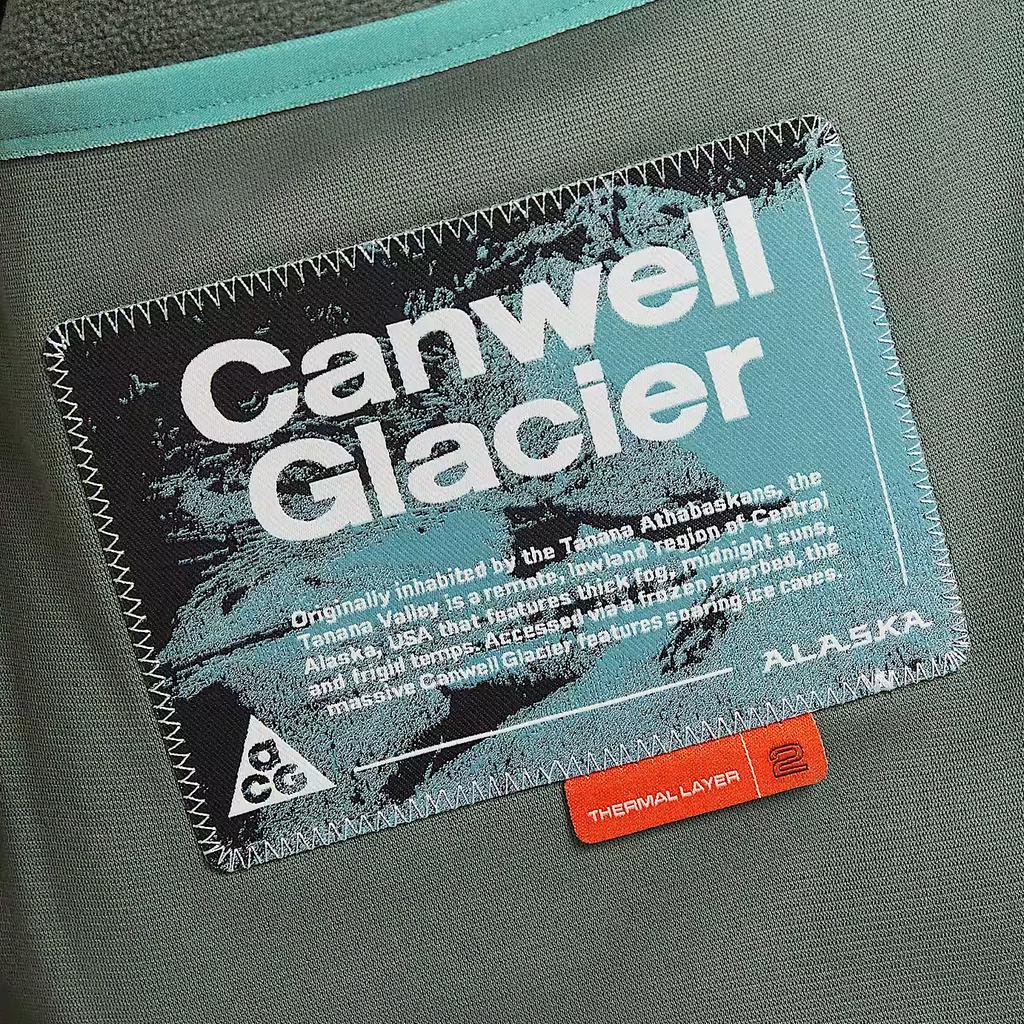 Canwell
Glacier
Originally inhabited by the Tanana Athabaskans, the
Tanana Valley is a remote, lowland region of Central
Alaska, USA that features thick fog, midnight suns,
and frigid temps. Accessed via a frozen riverbed, the
massive Canwell Glacier features soaring ice caves.
ALASKA
aCG
THERMAL LAYER 2